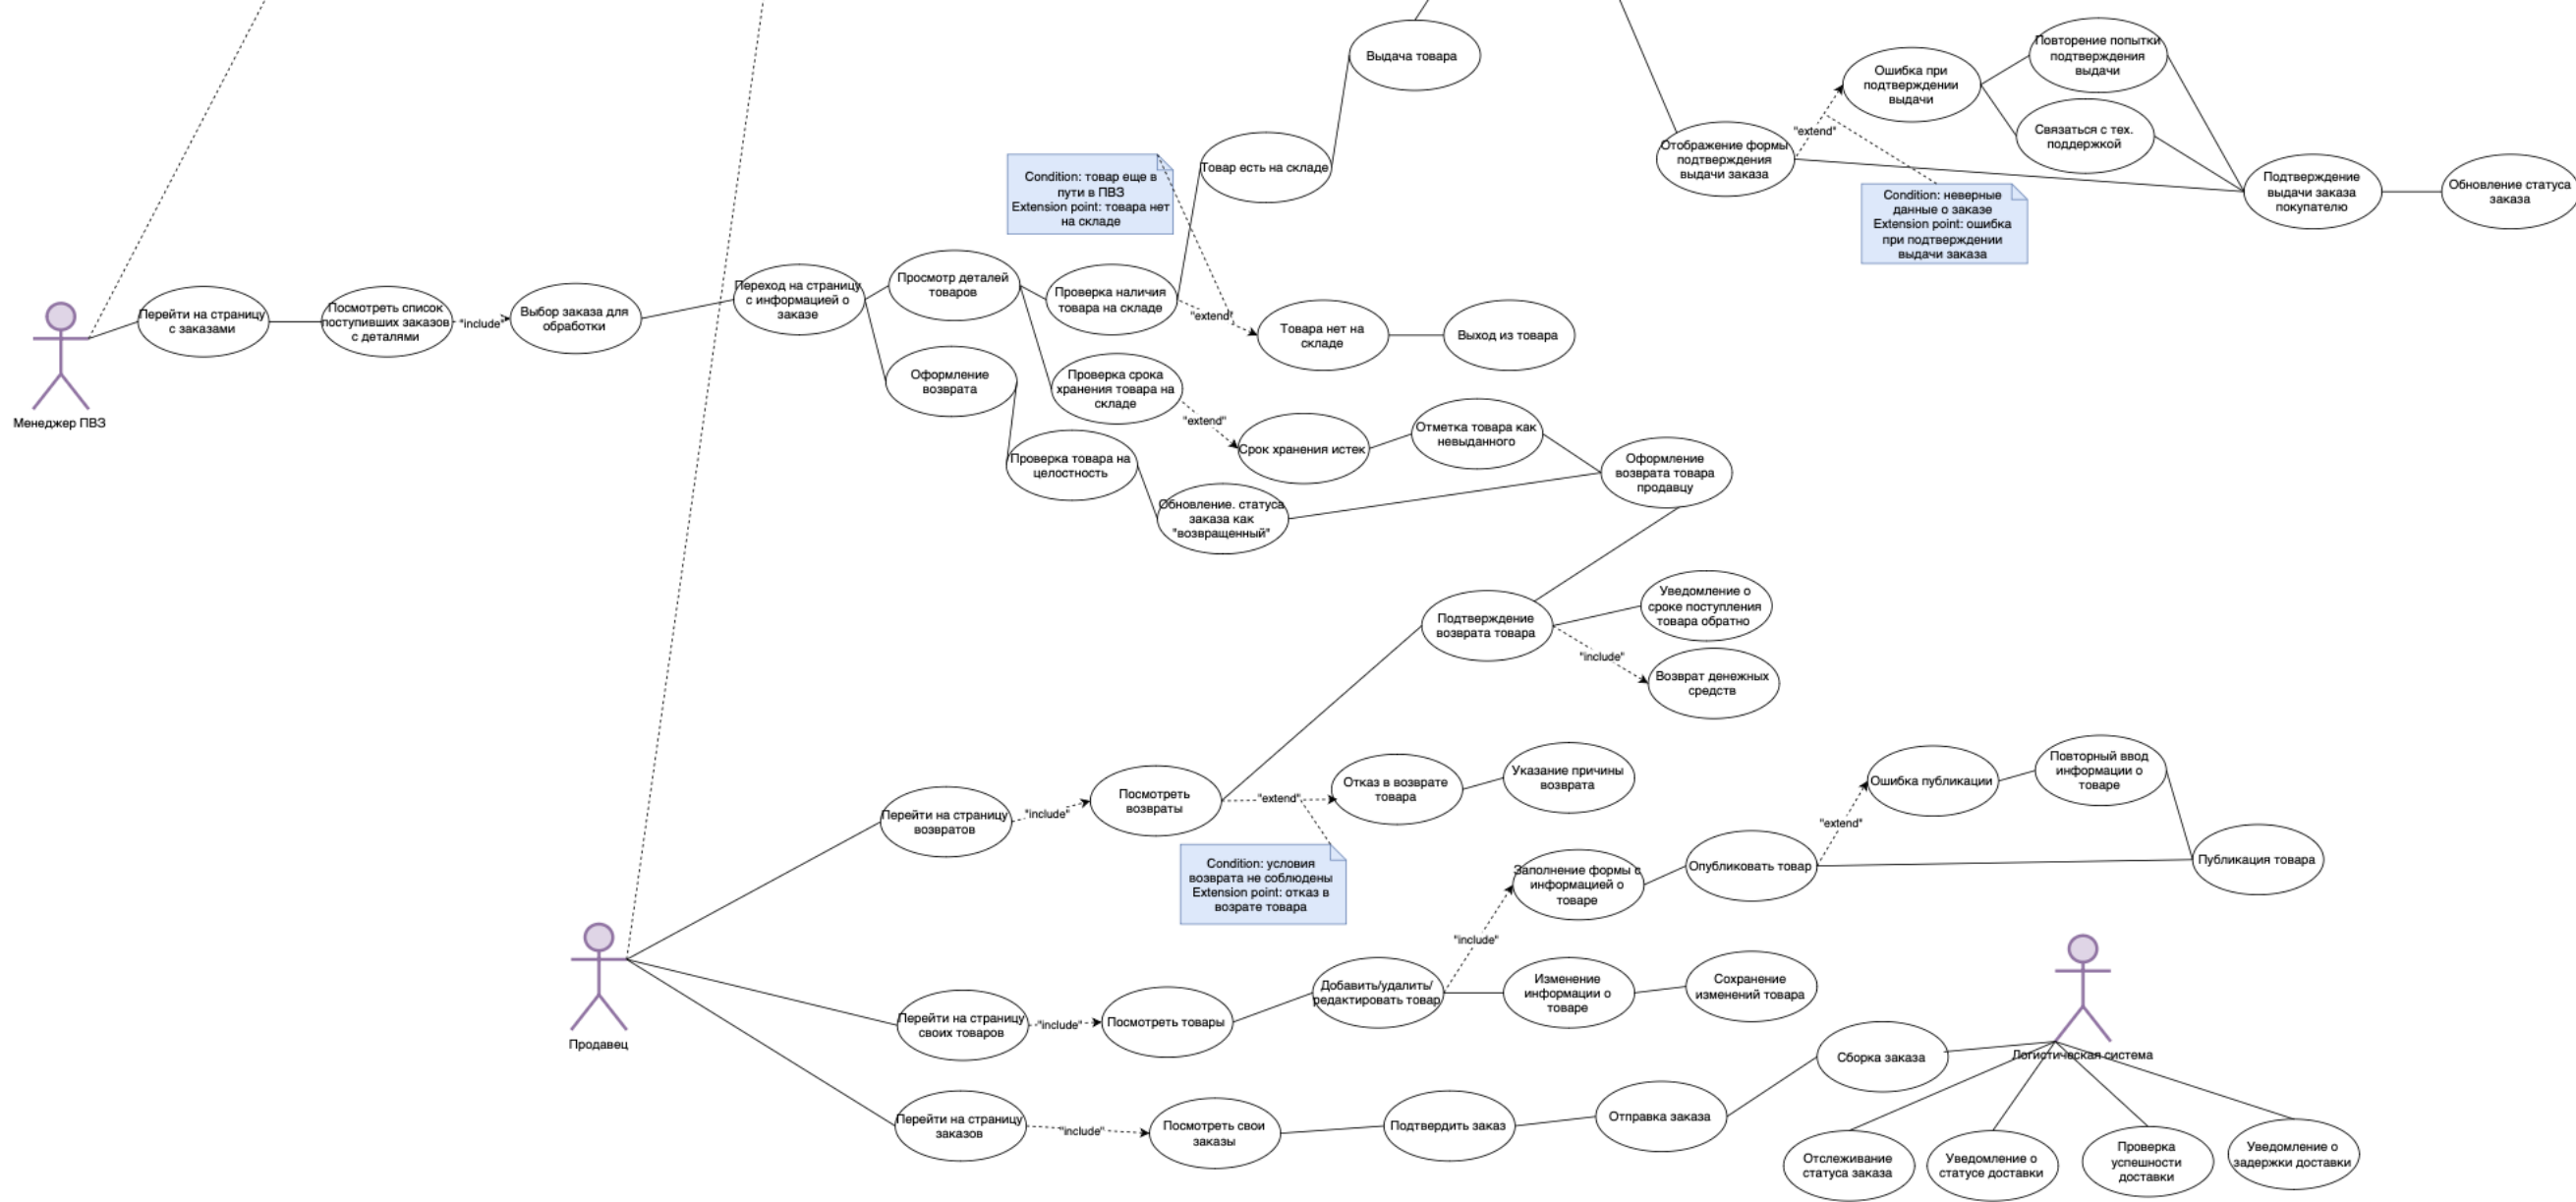 Выдача товара
Повторение попытки
подтверждения
выдачи
Ошибка при
подтверждении
выдачи
"extend"
Связаться с тех.
поддержкой
Отображение формы
подтверждения
выдачи заказа
Подтверждение
выдачи заказа
покупателю
Обновление статуса
заказа
Condition: неверные
данные о заказе
Extension point: ошибка
при подтверждении
выдачи заказа
Товар есть на складе
Condition: товар еще в
пути в ПВЗ
Extension point: товара нет
на складе
Менеджер ПВЗ
Перейти на страницу
с заказами
Посмотреть список
поступивших заказов
с деталями
"include"
Выбор заказа для
обработки
Переход на страницу
с информацией о
заказе
Просмотр деталей
товаров
Проверка наличия
товара на складе
"extend"
Товара нет на
складе
Выход из товара
Оформление
возврата
Проверка срока
хранения товара на
складе
"extend"
Срок хранения истек
Отметка товара как
невыданного
Оформление
возврата товара
продавцу
Проверка товара на
целостность
Обновление. статуса
заказа как
"возвращенный"
Подтверждение
возврата товара
Уведомление о
сроке поступления
товара обратно
"include"
Возврат денежных
средств
Продавец
Перейти на страницу
возвратов
"include"
Посмотреть
возвраты
"extend"
Отказ в возврате
товара
Указание причины
возврата
Condition: условия
возврата не соблюдены
Extension point: отказ в
возрате товара
Ошибка публикации
Повторный ввод
информации о
товаре
"extend"
Заполнение формы с
информацией о
товаре
Опубликовать товар
Публикация товара
"include"
Перейти на страницу
своих товаров
"include"
Посмотреть товары
Добавить/удалить/
редактировать товар
Изменение
информации о
товаре
Сохранение
изменений товара
Перейти на страницу
заказов
"include"
Посмотреть свои
заказы
Подтвердить заказ
Отправка заказа
Сборка заказа
Логистическая система
Отслеживание
статуса заказа
Уведомление о
статусе доставки
Проверка
успешности
доставки
Уведомление о
задержки доставки